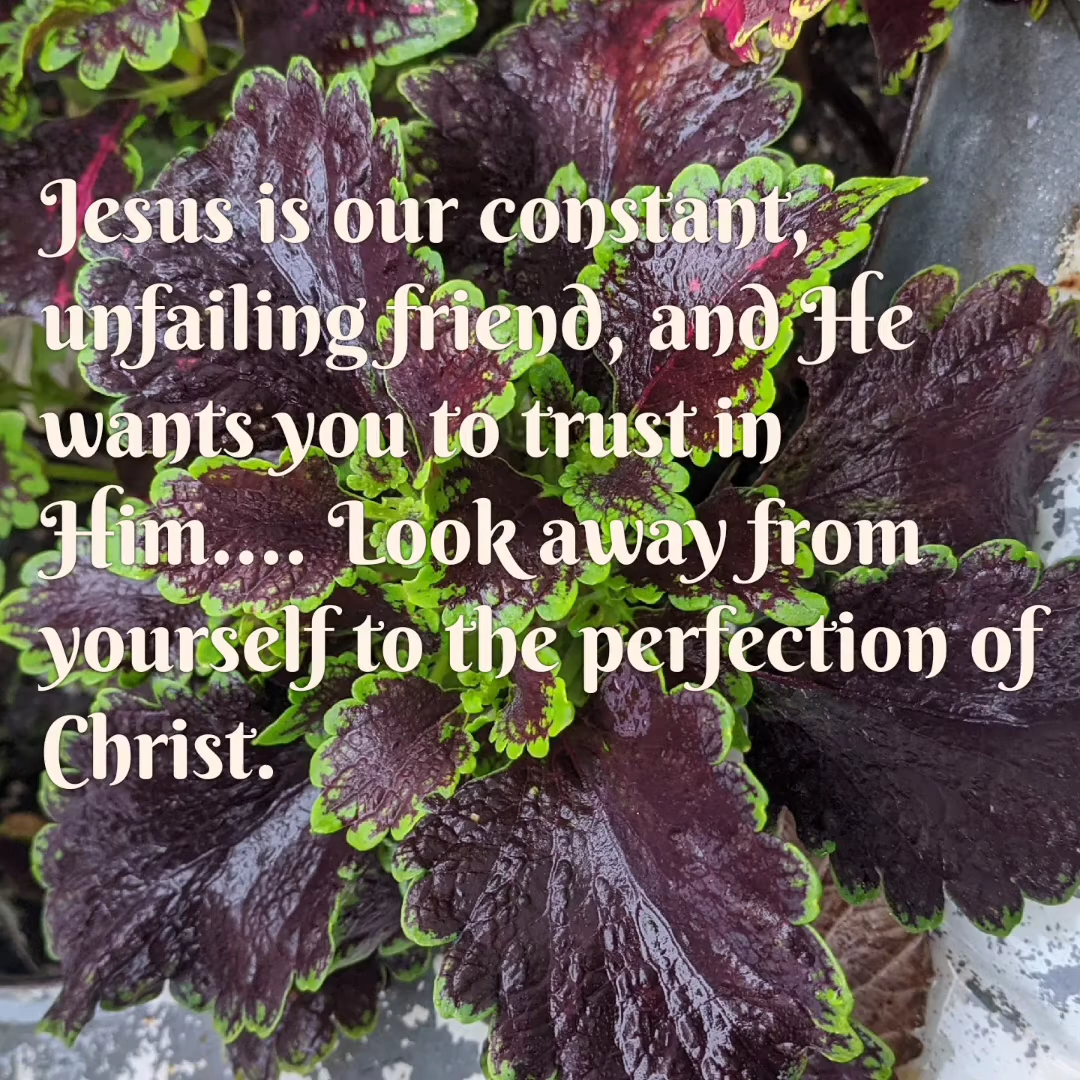 Jesus is our constant,
unfailing friend, and He
wants you to trust in
Him.... Look away from
yourself to the perfection of
Christ.